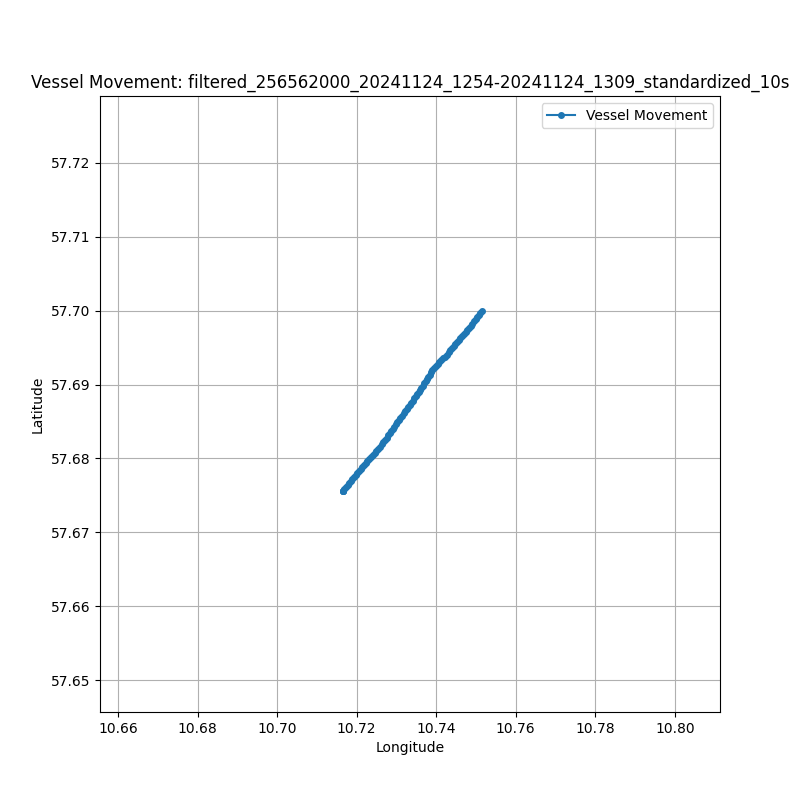 Vessel Movement: filtered_256562000_20241124_1254-20241124_1309_standardized_10s
Vessel Movement
57.72
57.71
57.70
57.69
57.68
57.67
57.66
57.65
Latitude
10.66 10.68 10.70 10.72 10.74 10.76 10.78 10.80
Longitude